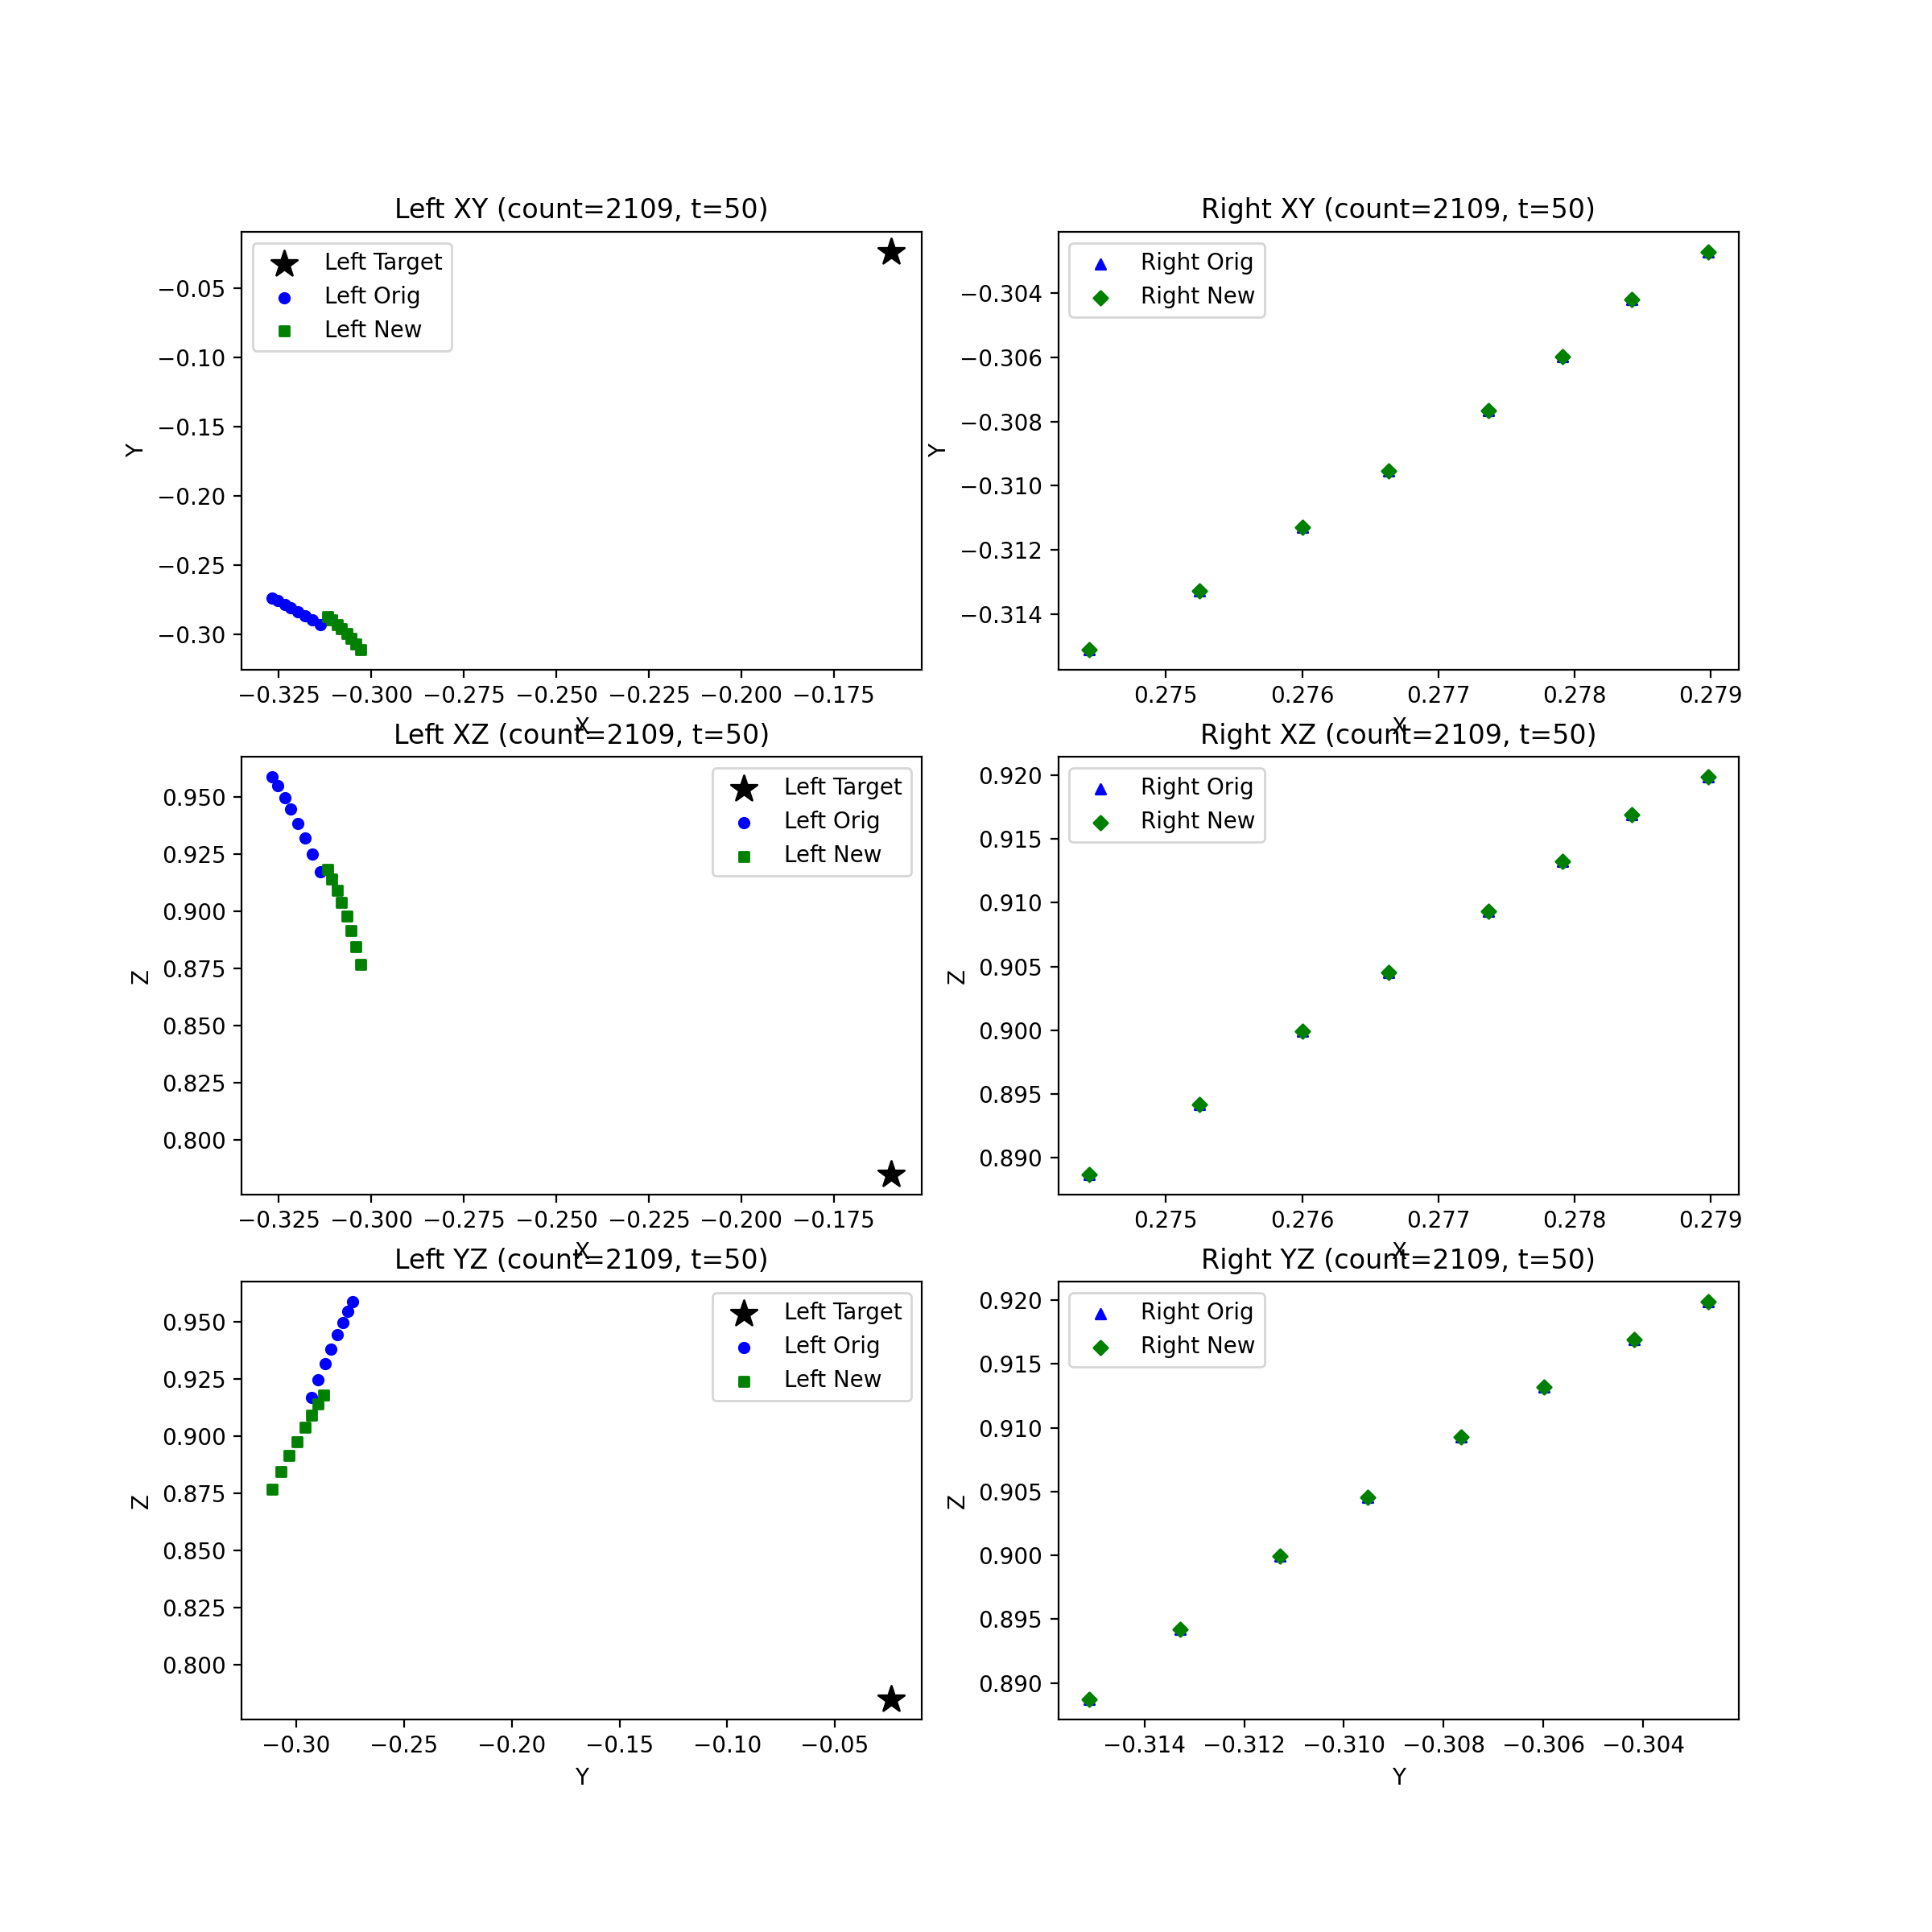 Left XY (count=2109, t=50)
Left Target
Left Orig
Left New
−0.05
−0.10
−0.15
−0.20
−0.25
−0.30
Y
−0.325 −0.300 −0.275 −0.250 −0.225 −0.200 −0.175
X
Right XY (count=2109, t=50)
Right Orig
Right New
−0.304
−0.306
−0.308
−0.310
−0.312
−0.314
Y
0.275 0.276 0.277 0.278 0.279
X
Left XZ (count=2109, t=50)
Left Target
Left Orig
Left New
0.950
0.925
0.900
0.875
0.850
0.825
0.800
Z
−0.325 −0.300 −0.275 −0.250 −0.225 −0.200 −0.175
X
Right XZ (count=2109, t=50)
Right Orig
Right New
0.920
0.915
0.910
0.905
0.900
0.895
0.890
Z
0.275 0.276 0.277 0.278 0.279
X
Left YZ (count=2109, t=50)
Left Target
Left Orig
Left New
0.950
0.925
0.900
0.875
0.850
0.825
0.800
Z
−0.30 −0.25 −0.20 −0.15 −0.10 −0.05
Y
Right YZ (count=2109, t=50)
Right Orig
Right New
0.920
0.915
0.910
0.905
0.900
0.895
0.890
Z
−0.314 −0.312 −0.310 −0.308 −0.306 −0.304
Y